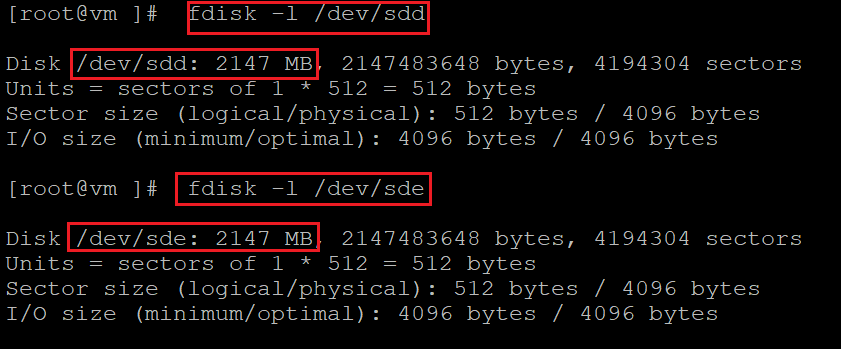 [root@vm ]# fdisk -l /dev/sdd
Disk /dev/sdd: 2147 MB, 2147483648 bytes, 4194304 sectors
Units = sectors of 1 * 512 = 512 bytes
Sector size (logical/physical): 512 bytes / 4096 bytes
I/O size (minimum/optimal): 4096 bytes / 4096 bytes
[root@vm ]# fdisk -l /dev/sde
Disk /dev/sde: 2147 MB, 2147483648 bytes, 4194304 sectors
Units = sectors of 1 * 512 = 512 bytes
Sector size (logical/physical): 512 bytes / 4096 bytes
I/O size (minimum/optimal): 4096 bytes / 4096 bytes